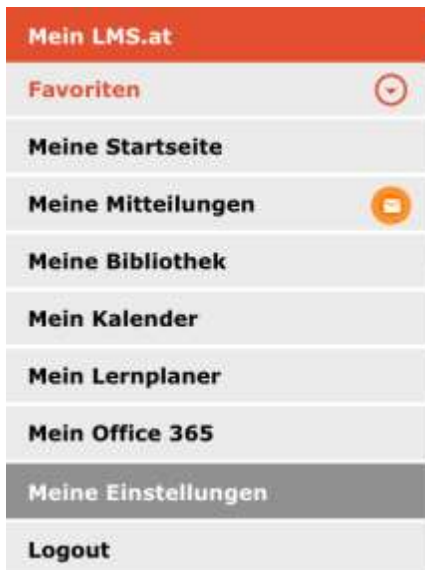 Mein LMS.at
Favoriten
Meine Startseite
Meine Mitteilungen
Meine Bibliothek
Mein Kalender
Mein Lernplaner
Mein Office 365
Meine Einstellungen
Logout